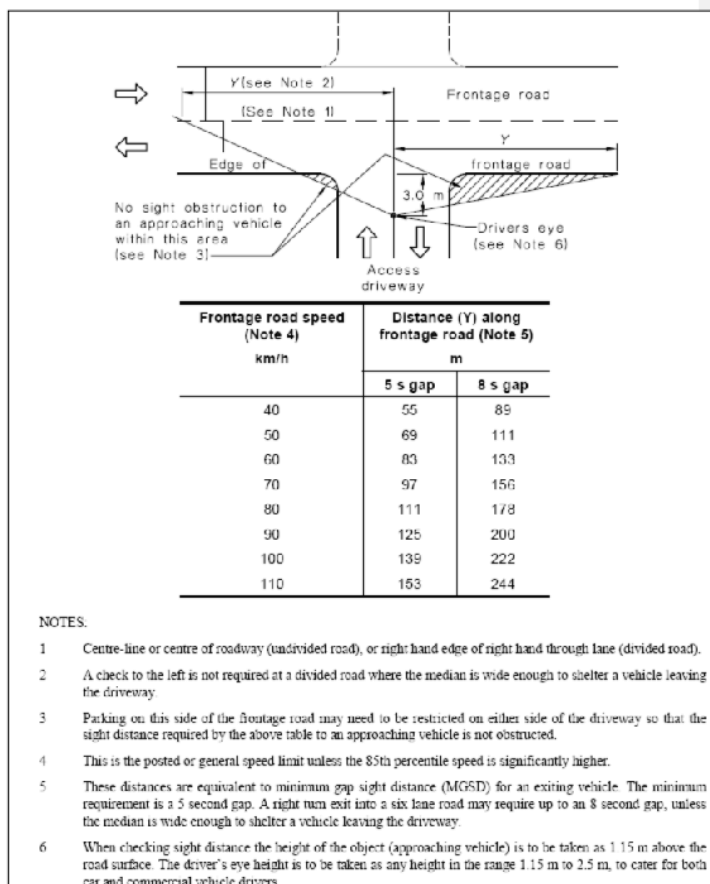 Y(see Note 2)
Frontage road
(See Note 1)
Y
Edge of
frontage road
3.0 m
No sight obstruction to
an approaching vehicle
within this area
(see Note 3)
Drivers eye
(see Note 6)
Access
driveway
Frontage road speed
(Note 4)
km/h
Distance (Y) along
frontage road (Note 5)
m
5 s gap 8 s gap
40 55 89
50 69 111
60 83 133
70 97 156
80 111 178
90 125 200
100 139 222
110 153 244
NOTES:
1 Centre-line or centre of roadway (undivided road), or right hand edge of right hand through lane (divided road).
2 A check to the left is not required at a divided road where the median is wide enough to shelter a vehicle leaving
the driveway.
3 Parking on this side of the frontage road may need to be restricted on either side of the driveway so that the
sight distance required by the above table to an approaching vehicle is not obstructed.
4 This is the posted or general speed limit unless the 85th percentile speed is significantly higher.
5 These distances are equivalent to minimum gap sight distance (MGSD) for an exiting vehicle. The minimum
requirement is a 5 second gap. A right turn exit into a six lane road may require up to an 8 second gap, unless
the median is wide enough to shelter a vehicle leaving the driveway.
6 When checking sight distance the height of the object (approaching vehicle) is to be taken as 1.15 m above the
road surface. The driver's eye height is to be taken as any height in the range 1.15 m to 2.5 m, to cater for both
car and commercial vehicle drivers